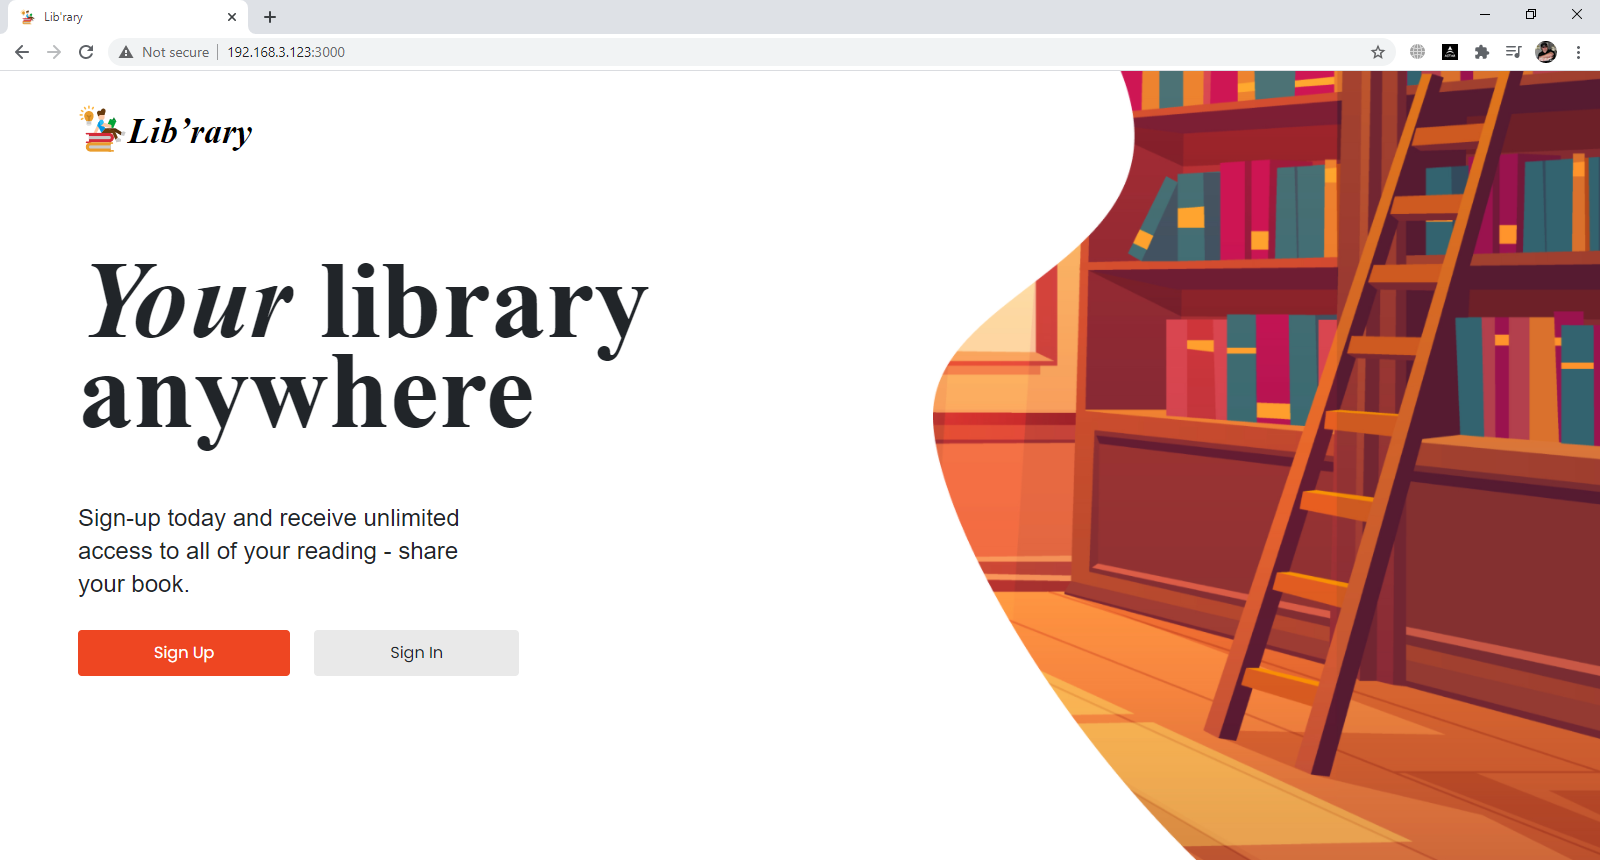 Lib'rary
Not secure
192.168.3.123:3000
Lib’rary
Your library
anywhere
Sign-up today and receive unlimited
access to all of your reading - share
your book.
Sign Up
Sign In